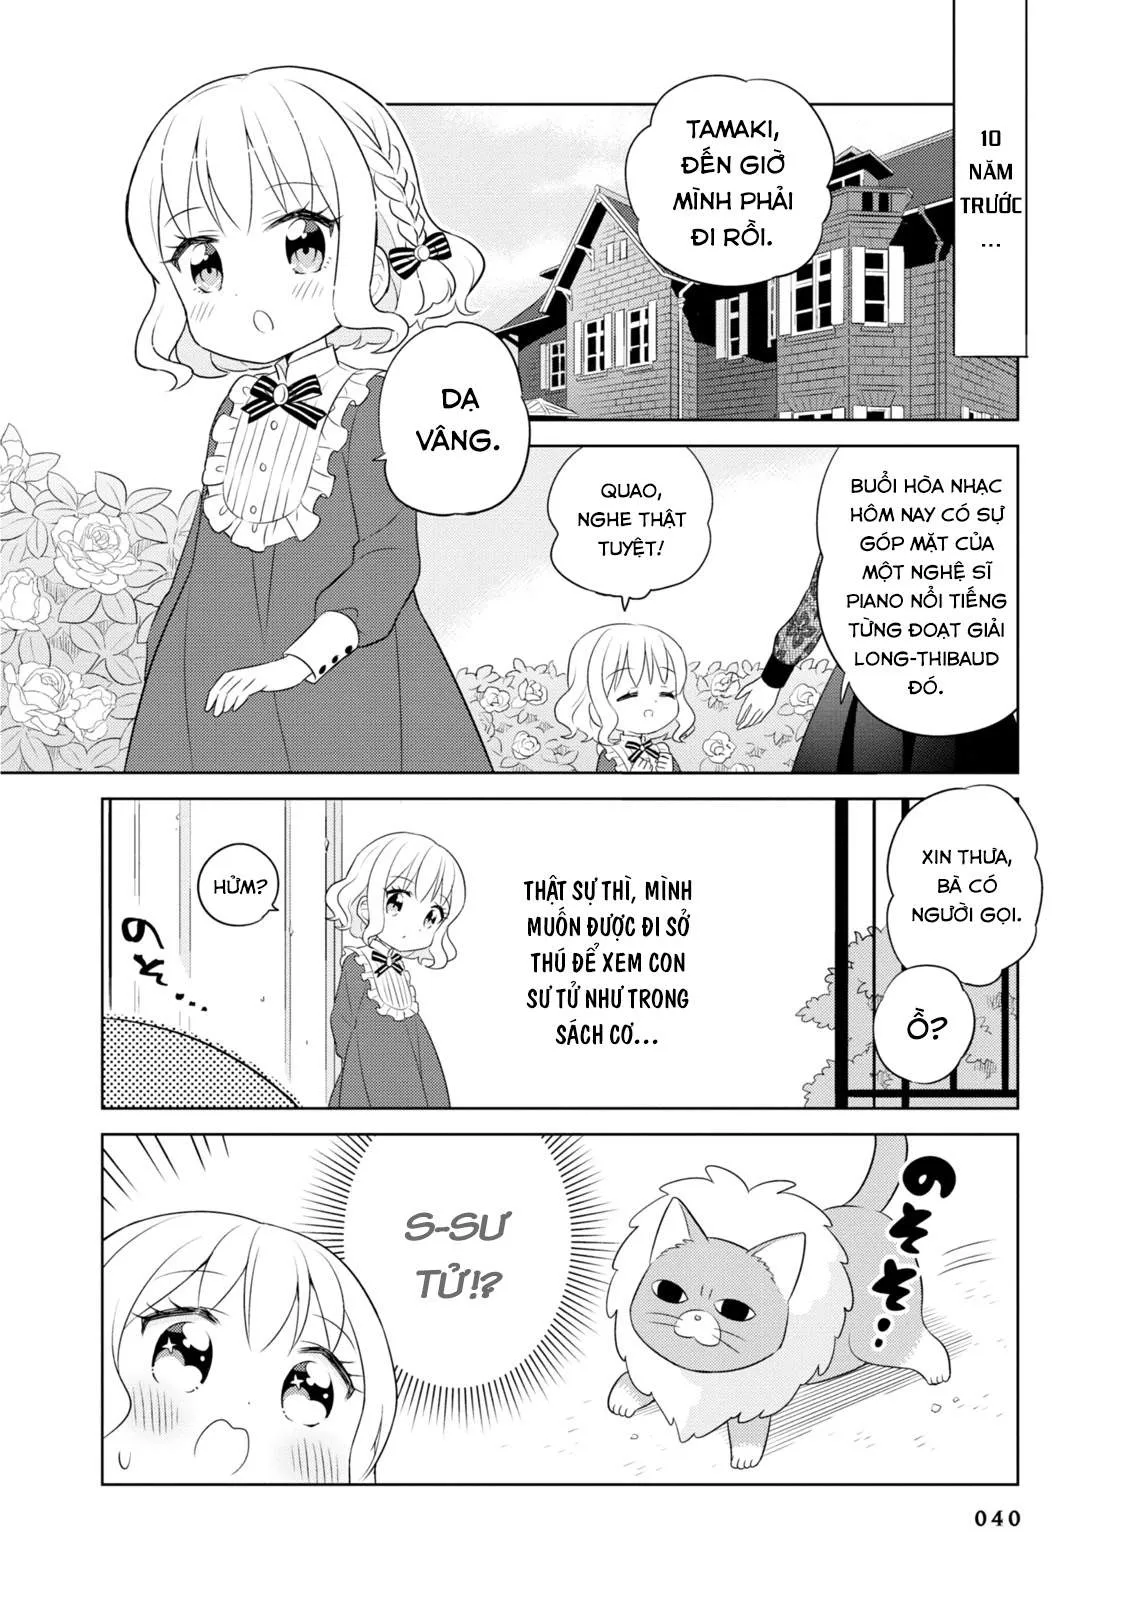 10
NĂM
TRƯỚC
...
TAMAKI,
ĐẾN GIỜ
MÌNH PHẢI
ĐI RỒI.
DẠ
VÂNG.
BUỔI HÒA NHẠC
HÔM NAY CÓ SỰ
GÓP MẶT CỦA
MỘT NGHỆ SĨ
PIANO NỔI TIẾNG
TỪNG ĐOẠT GIẢI
LONG-THIBAUD
ĐÓ.
QUAO,
NGHE THẬT
TUYỆT!
XIN THƯA,
BÀ CÓ
NGƯỜI GỌI.
Ồ?
THẬT SỰ THÌ, MÌNH
MUỐN ĐƯỢC ĐI SỞ
THÚ ĐỂ XEM CON
SƯ TỬ NHƯ TRONG
SÁCH CƠ...
HỬM?
のそ...
のそそ...
S-SƯ
TỬ!?
040